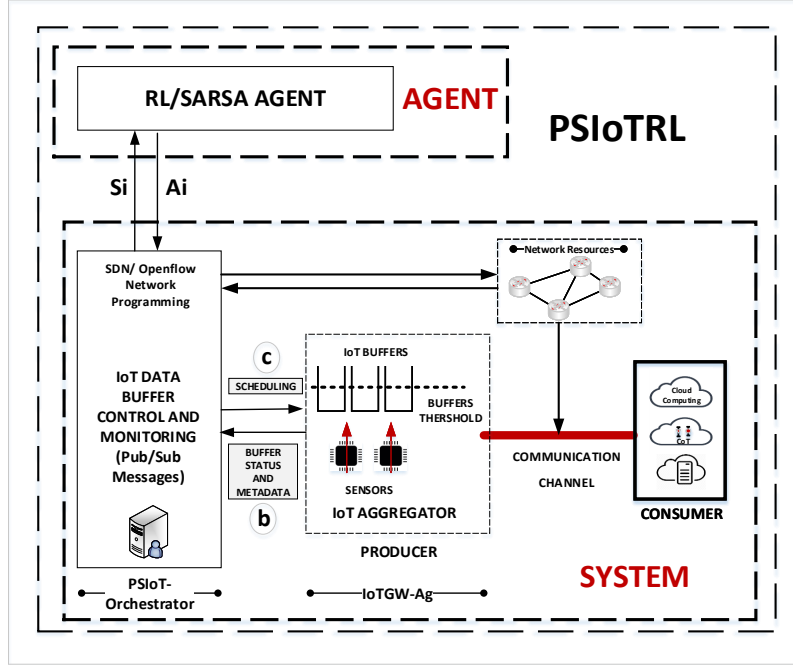 RL/SARSA AGENT
AGENT
PSIoTRL
Si
Ai
SDN/ Openflow
Network
Programming
Network Resources
IoT DATA
BUFFER
CONTROL AND
MONITORING
(Pub/Sub
Messages)
c
SCHEDULING
IoT BUFFERS
BUFFERS
THERSHOLD
BUFFER
STATUS
AND
METADATA
b
SENSORS
IoT AGGREGATOR
PRODUCER
COMMUNICATION
CHANNEL
Cloud
Computing
CoT
CONSUMER
SYSTEM
PSIoT-
Orchestrator
IoTGW-Ag